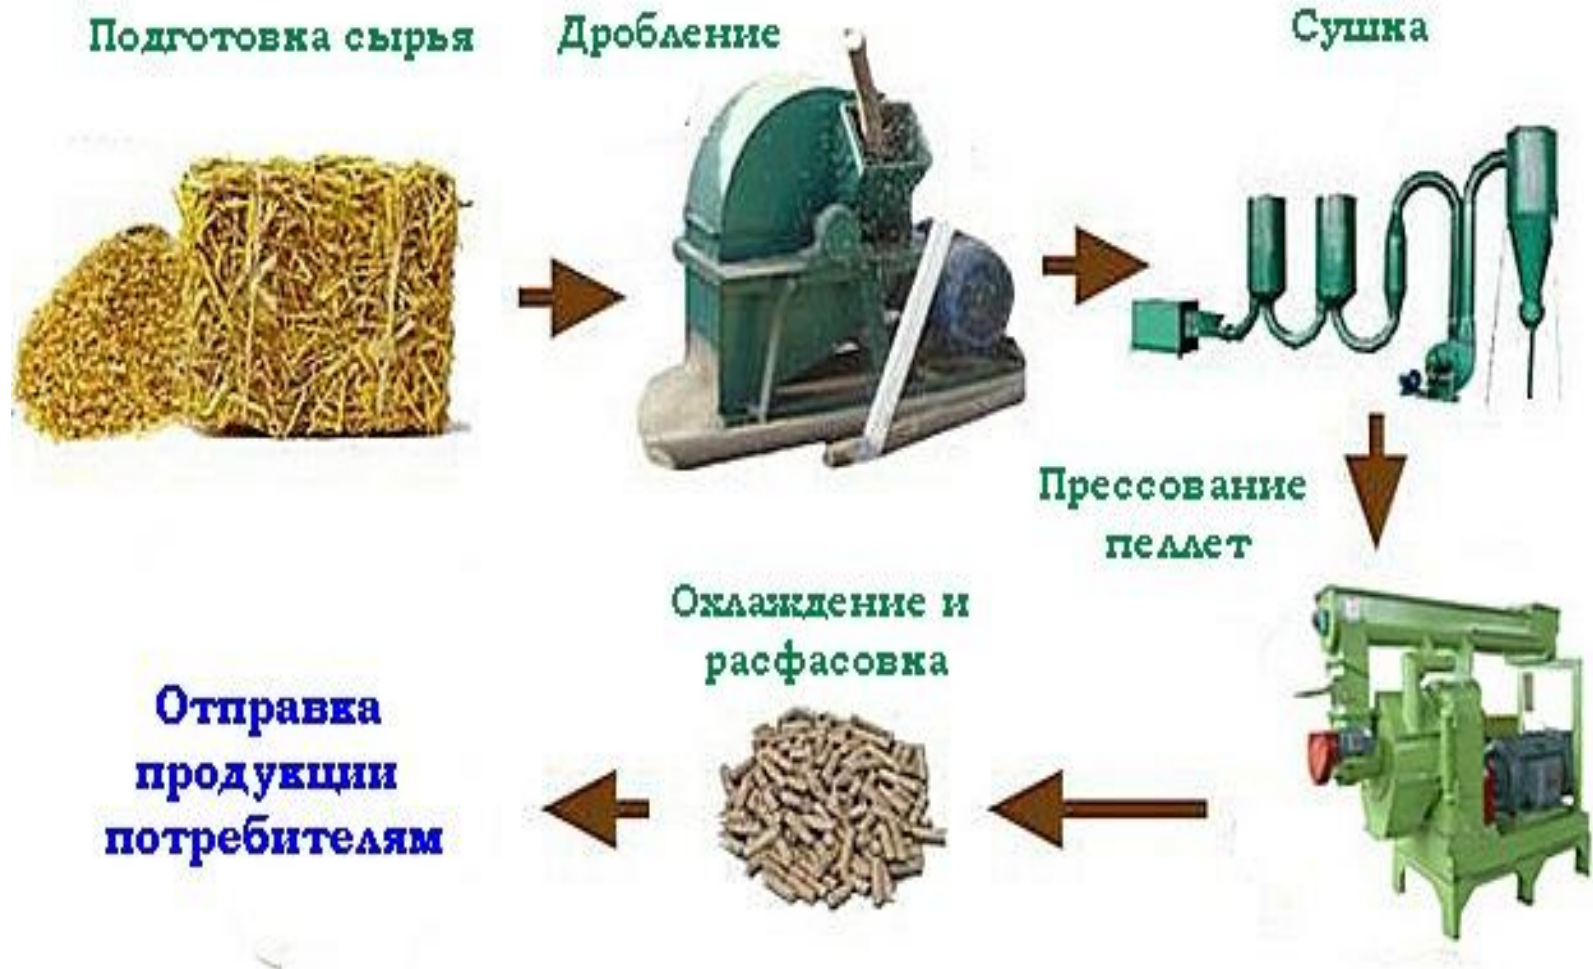 Подготовка сырья
Дробление
Сушка
Прессование
пеллет
Охлаждение и
расфасовка
Отправка
продукции
потребителям